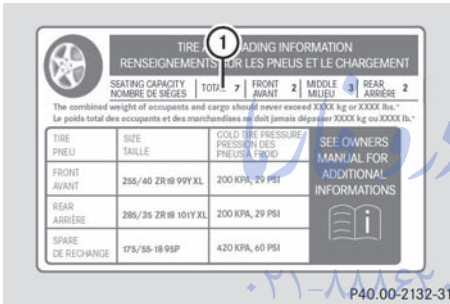 1
TIRE AND LOADING INFORMATION
RENSEIGNEMENTS SUR LES PNEUS ET LE CHARGEMENT
SEATING CAPACITY TOTAL 7 FRONT 2 MIDDLE 3 REAR 2
NOMBRE DE SIÈGES AVANT MILIEU ARRIÈRE
The combined weight of occupants and cargo should never exceed XXXX kg or XXXX lbs."
Le poids total des occupants et des marchandises ne doit jamais dépasser XXXX kg ou XXXX lb."
TIRE SIZE COLD TIRE PRESSURE
PNEU TAILLE PRESSION DES PNEUS A FROID
SEE OWNERS
MANUAL FOR
ADDITIONAL
INFORMATIONS
i
FRONT
AVANT
255/40 ZR18 99Y XL 200 KPA, 29 PSI
REAR
ARRIÈRE
285/35 ZR18 101Y XL 200 KPA, 29 PSI
SPARE
DE RECHANGE
175/55-18 95P 420 KPA, 60 PSI
P40.00-2132-31